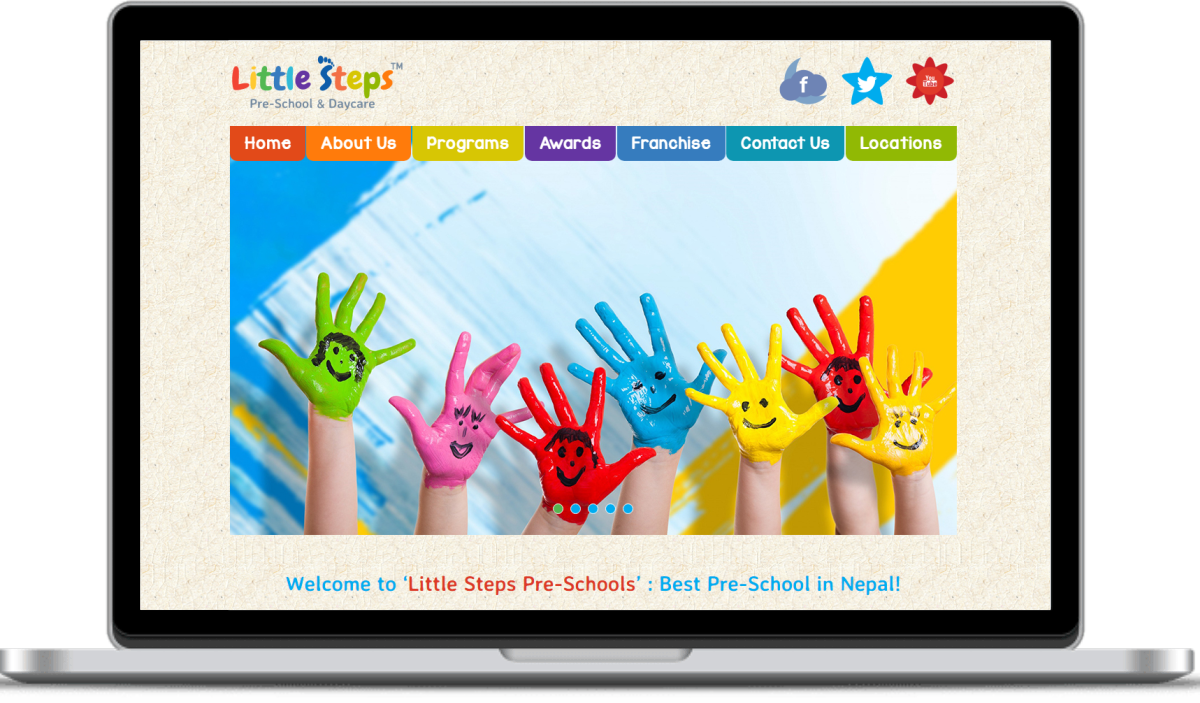 Little Steps™
Pre-School & Daycare
f
You
Tube
Home About Us Programs Awards Franchise Contact Us Locations
Welcome to ‘Little Steps Pre-Schools’ : Best Pre-School in Nepal!